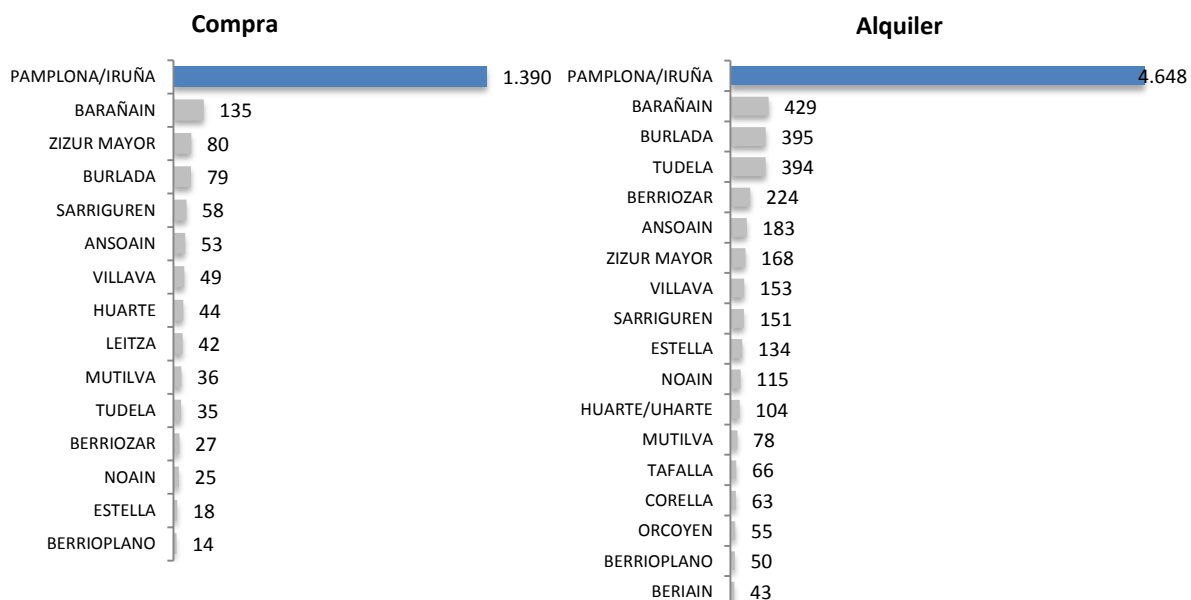 Compra
PAMPLONA/IRUÑA 1.390
BARAÑAIN 135
ZIZUR MAYOR 80
BURLADA 79
SARRIGUREN 58
ANSOAIN 53
VILLAVA 49
HUARTE 44
LEITZA 42
MUTILVA 36
TUDELA 35
BERRIOZAR 27
NOAIN 25
ESTELLA 18
BERRIOPLANO 14
Alquiler
PAMPLONA/IRUÑA 4.648
BARAÑAIN 429
BURLADA 395
TUDELA 394
BERRIOZAR 224
ANSOAIN 183
ZIZUR MAYOR 168
VILLAVA 153
SARRIGUREN 151
ESTELLA 134
NOAIN 115
HUARTE/UHARTE 104
MUTILVA 78
TAFALLA 66
CORELLA 63
ORCOYEN 55
BERRIOPLANO 50
BERIAIN 43